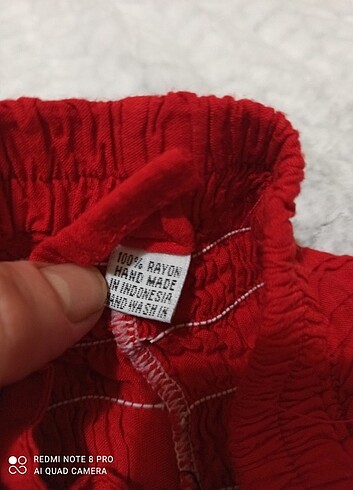 100% RAYON
HAND MADE
IN INDONESIA
HAND WASH IN
REDMI NOTE 8 PRO
AI QUAD CAMERA